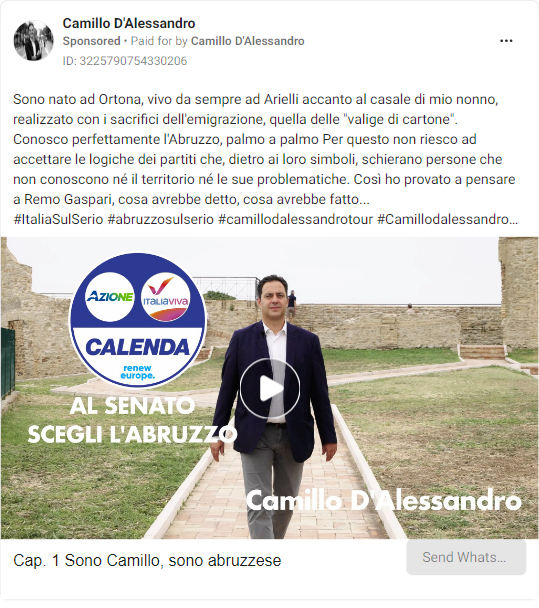 Camillo D'Alessandro
Sponsored • Paid for by Camillo D'Alessandro
ID: 3225790754330206
Sono nato ad Ortona, vivo da sempre ad Arielli accanto al casale di mio nonno,
realizzato con i sacrifici dell'emigrazione, quella delle "valige di cartone".
Conosco perfettamente l'Abruzzo, palmo a palmo Per questo non riesco ad
accettare le logiche dei partiti che, dietro ai loro simboli, schierano persone che
non conoscono né il territorio né le sue problematiche. Così ho provato a pensare
a Remo Gaspari, cosa avrebbe detto, cosa avrebbe fatto...
#ItaliaSulSerio #abruzzosulserio #camillodalessandrotour #Camillodalessandro...
AZIONE
ITALIAVIVA
CALENDA
renew
europe.
AL SENATO
SCEGLI L'ABRUZZO
Camillo D'Alessandro
Cap. 1 Sono Camillo, sono abruzzese
Send Whats...